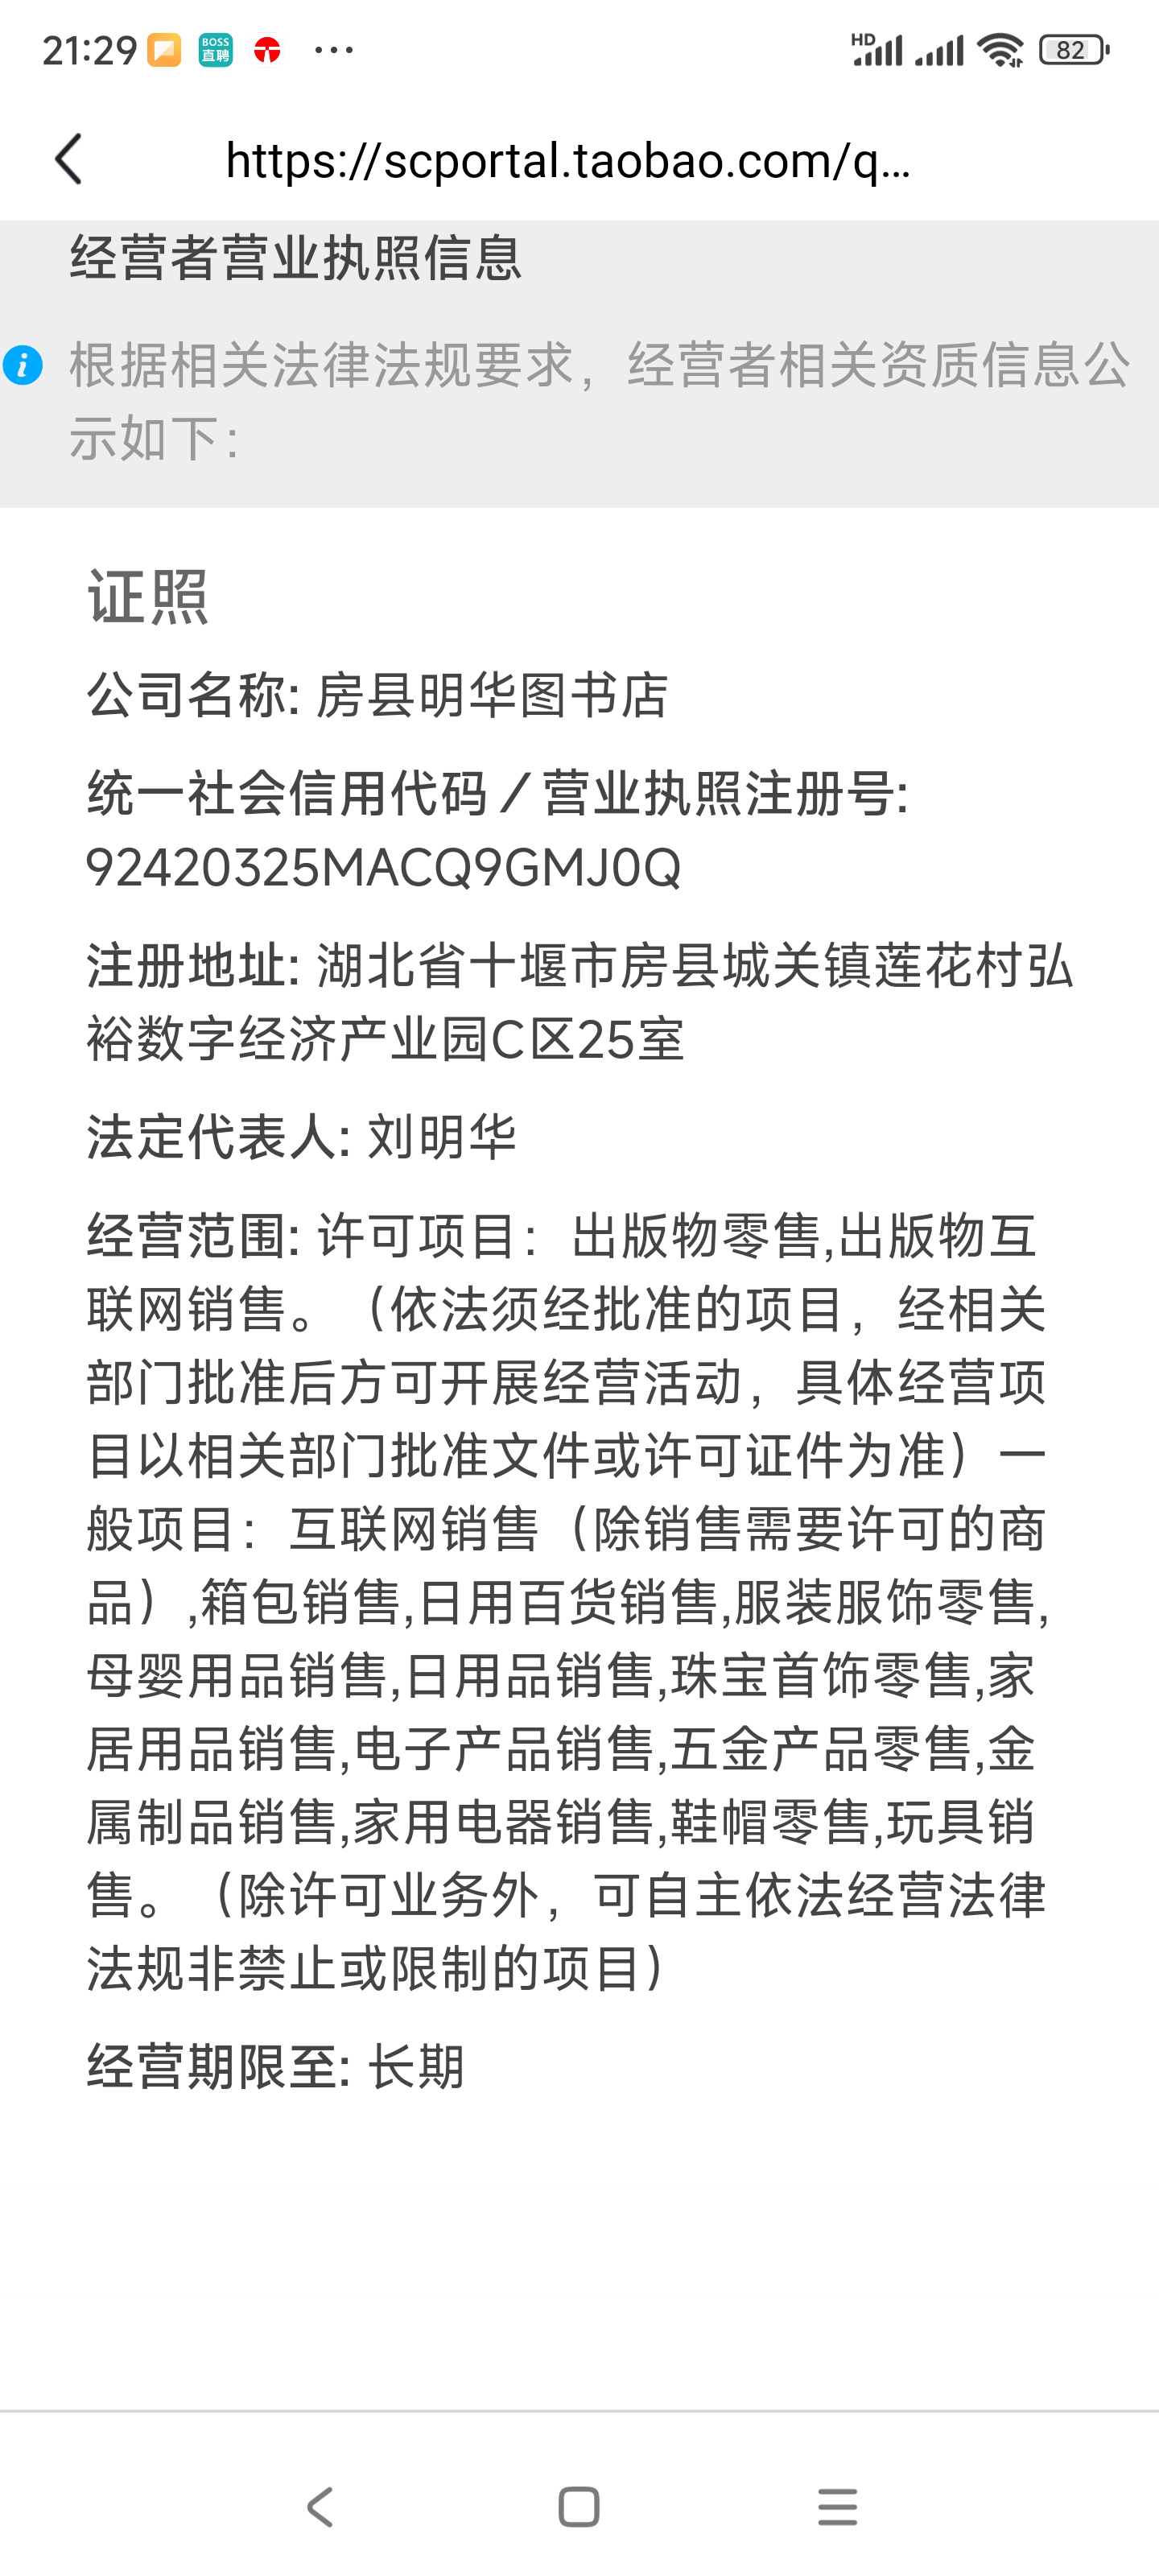 21:29 BOSS 直聘 ··· HD 82
https://scportal.taobao.com/q...
经营者营业执照信息
根据相关法律法规要求，经营者相关资质信息公
示如下：
证照
公司名称: 房县明华图书店
统一社会信用代码／营业执照注册号:
92420325MACQ9GMJ0Q
注册地址: 湖北省十堰市房县城关镇莲花村弘
裕数字经济产业园C区25室
法定代表人: 刘明华
经营范围: 许可项目：出版物零售,出版物互
联网销售。（依法须经批准的项目，经相关
部门批准后方可开展经营活动，具体经营项
目以相关部门批准文件或许可证件为准）一
般项目：互联网销售（除销售需要许可的商
品）,箱包销售,日用百货销售,服装服饰零售,
母婴用品销售,日用品销售,珠宝首饰零售,家
居用品销售,电子产品销售,五金产品零售,金
属制品销售,家用电器销售,鞋帽零售,玩具销
售。（除许可业务外，可自主依法经营法律
法规非禁止或限制的项目）
经营期限至: 长期